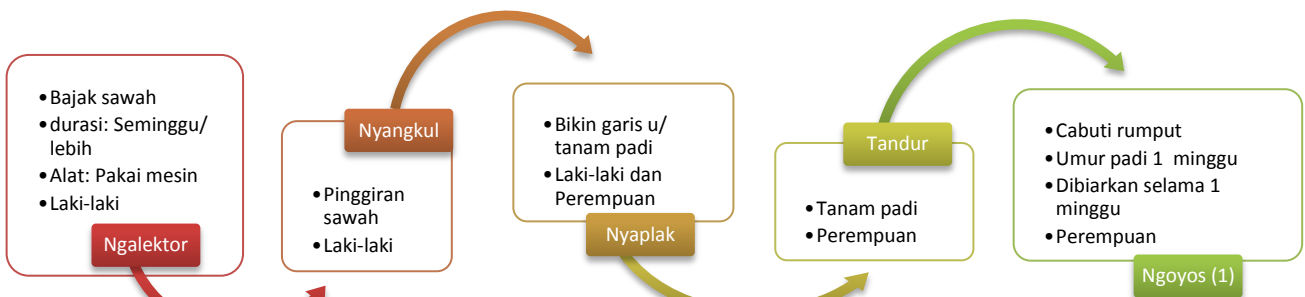 •Bajak sawah
•durasi: Seminggu/
lebih
•Alat: Pakai mesin
•Laki-laki
Ngalektor
Nyangkul
•Pinggiran
sawah
•Laki-laki
•Bikin garis u/
tanam padi
•Laki-laki dan
Perempuan
Nyaplak
Tandur
•Tanam padi
•Perempuan
•Cabuti rumput
•Umur padi 1 minggu
•Dibiarkan selama 1
minggu
•Perempuan
Ngoyos (1)